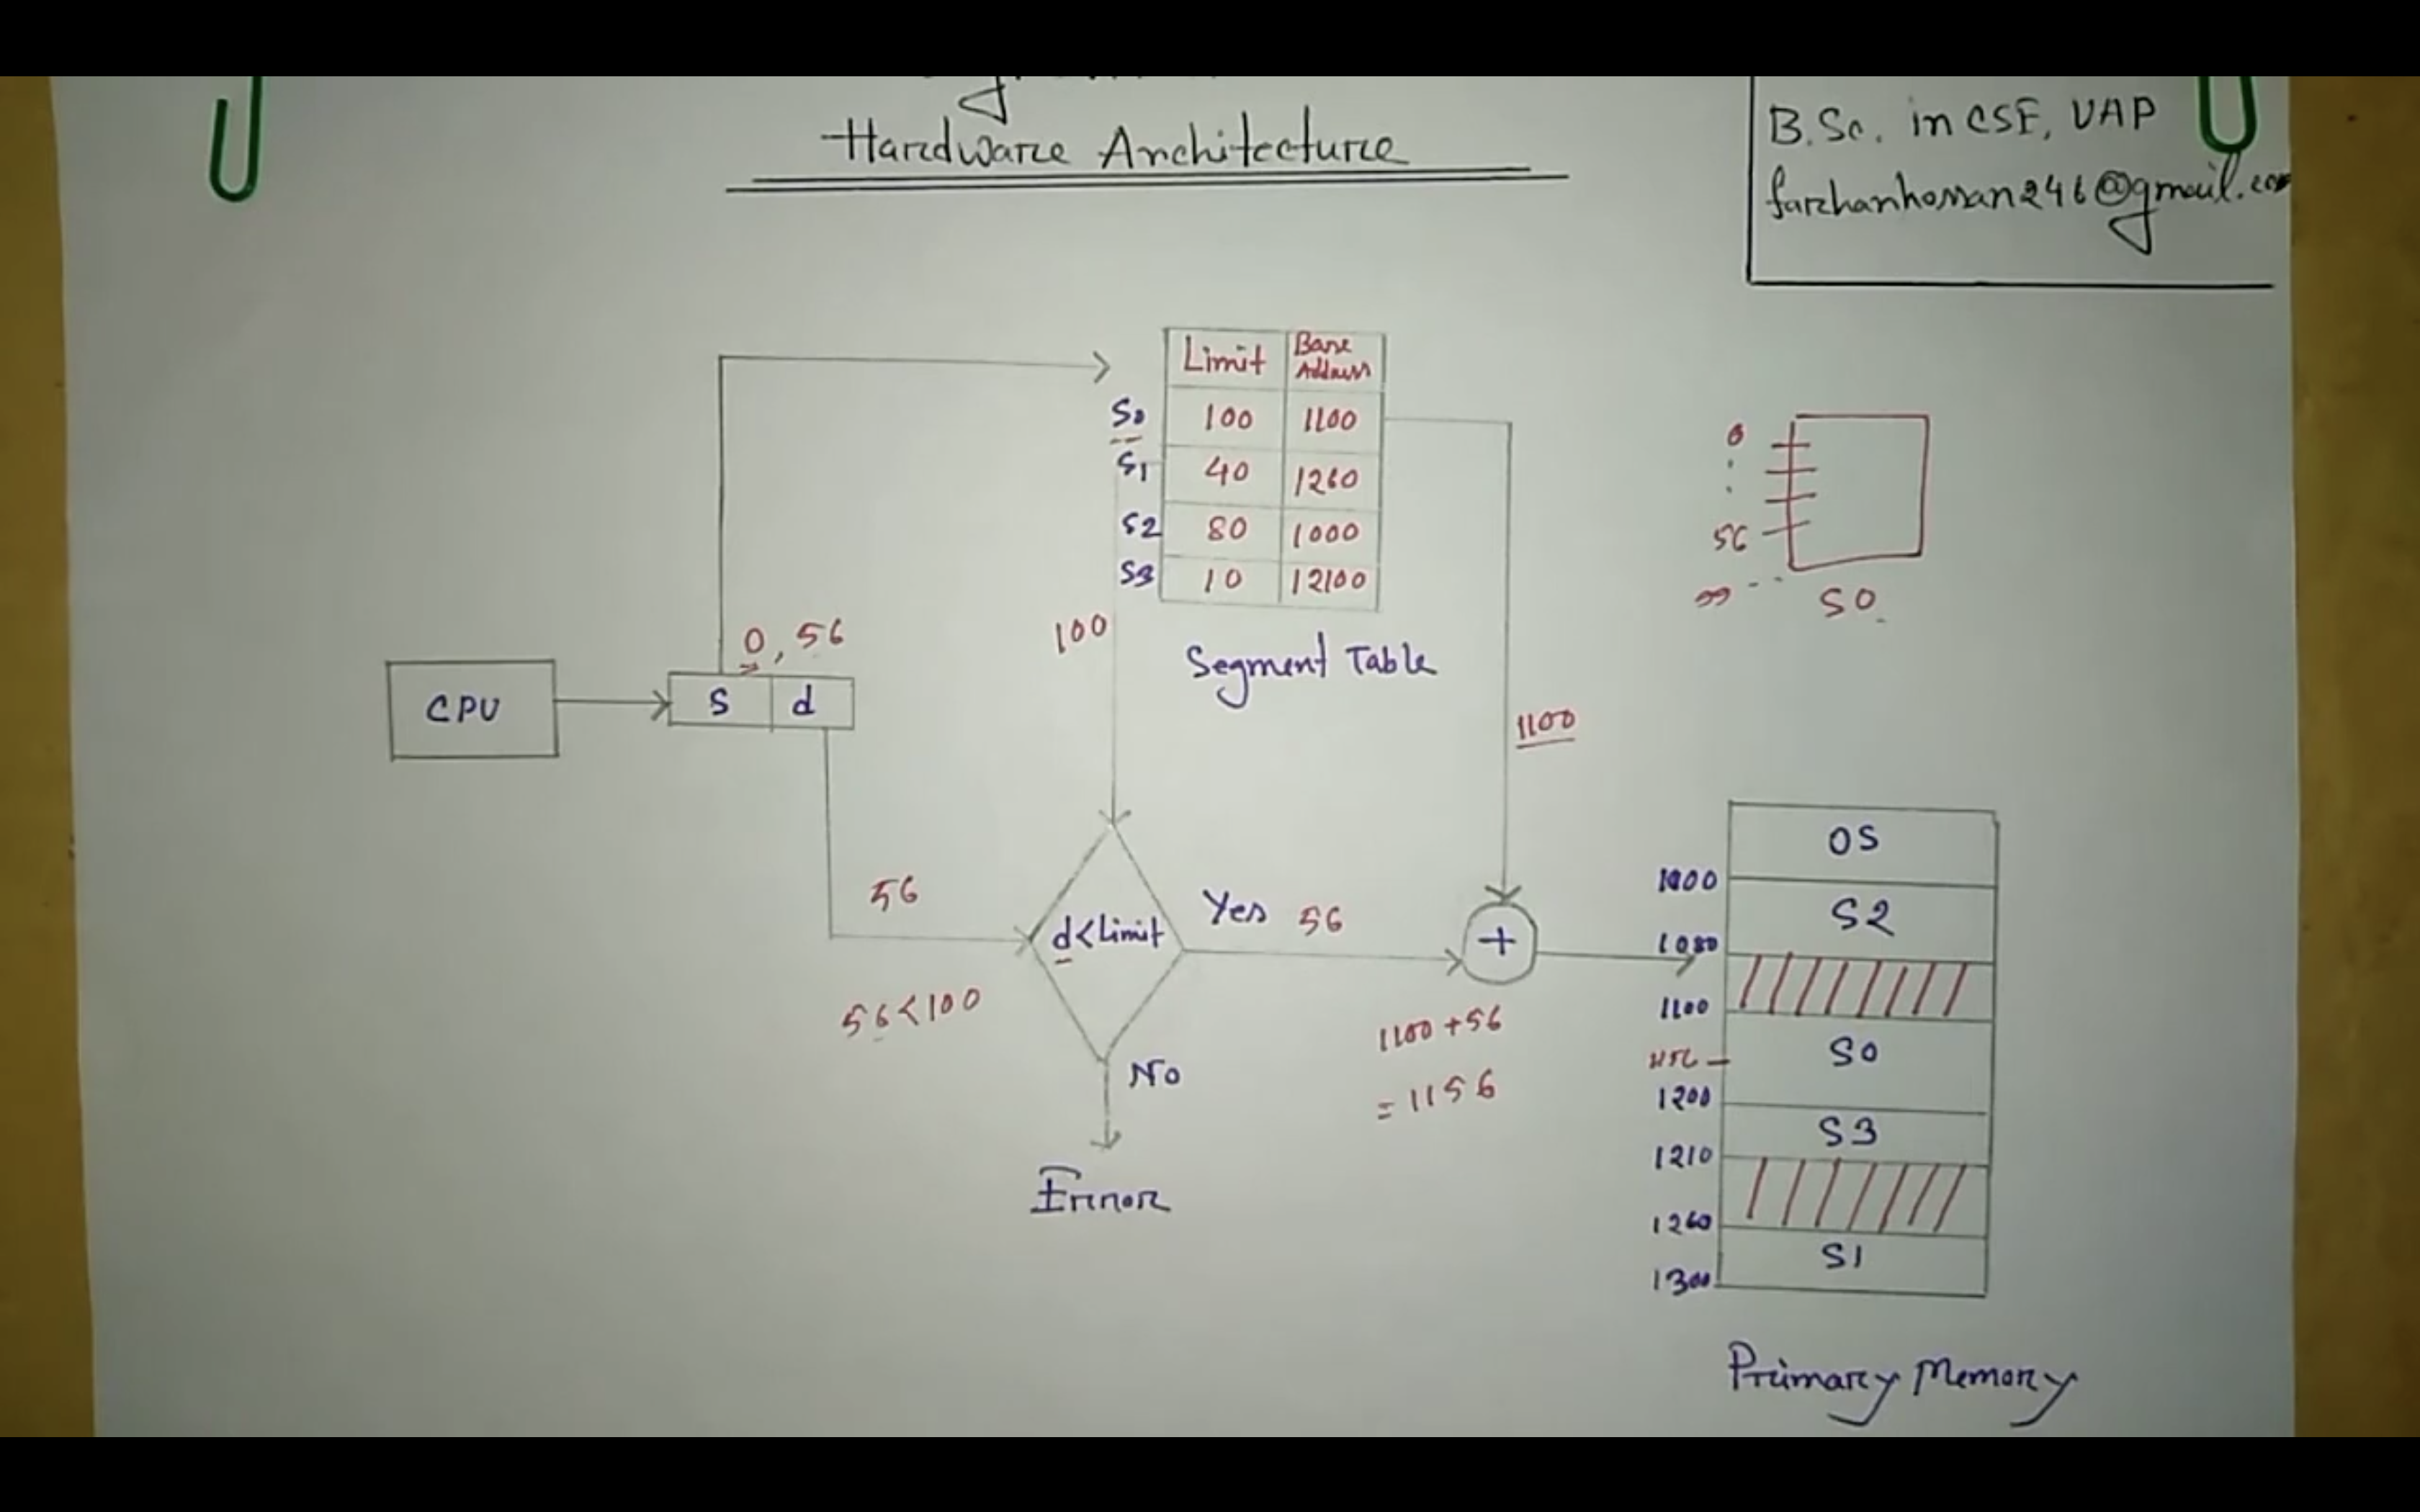 Hardware Architecture
B.Sc. in CSE, UAP
farhanhossan246@gmail.com
Limit Base Address
S0 100 1100
S1 40 1260
S2 80 1000
S3 10 12100
Segment Table
0
56
99
S0
0, 56
CPU
S d
100
1100
56
56<100
d<Limit
Yes 56
No
Error
+
1100+56
=1156
OS
1000
S2
1080
1100
S0
1156
1200
S3
1210
1260
S1
1300
Primary Memory